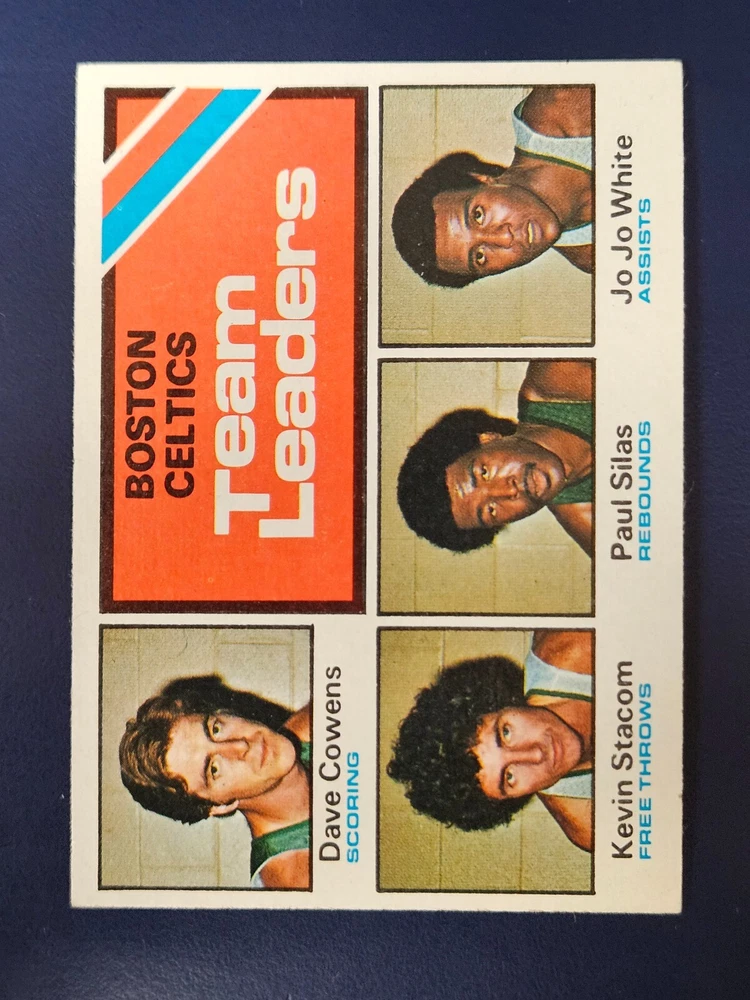 BOSTON
CELTICS
Team
Leaders
Dave Cowens
SCORING
Kevin Stacom
FREE THROWS
Paul Silas
REBOUNDS
Jo Jo White
ASSISTS